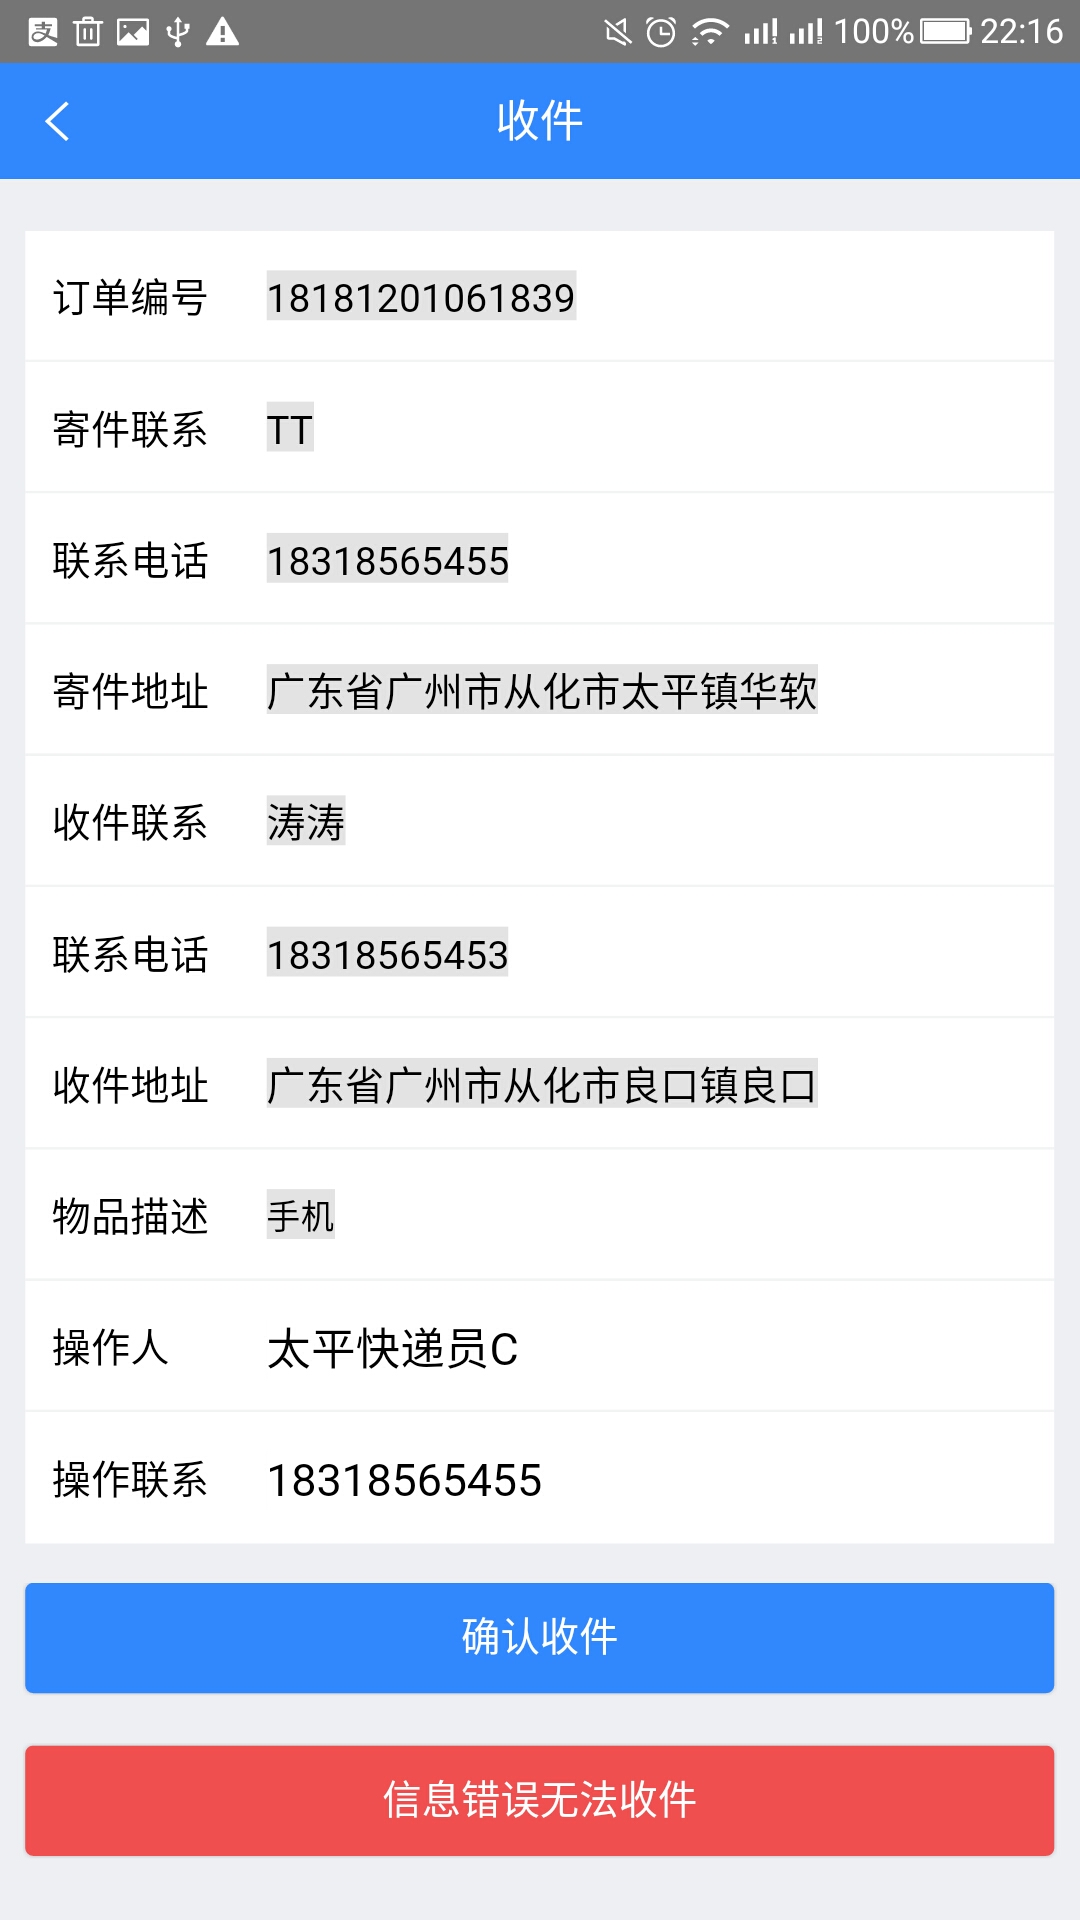 支 100% 22:16
收件
订单编号 18181201061839
寄件联系 TT
联系电话 18318565455
寄件地址 广东省广州市从化市太平镇华软
收件联系 涛涛
联系电话 18318565453
收件地址 广东省广州市从化市良口镇良口
物品描述 手机
操作人 太平快递员C
操作联系 18318565455
确认收件
信息错误无法收件